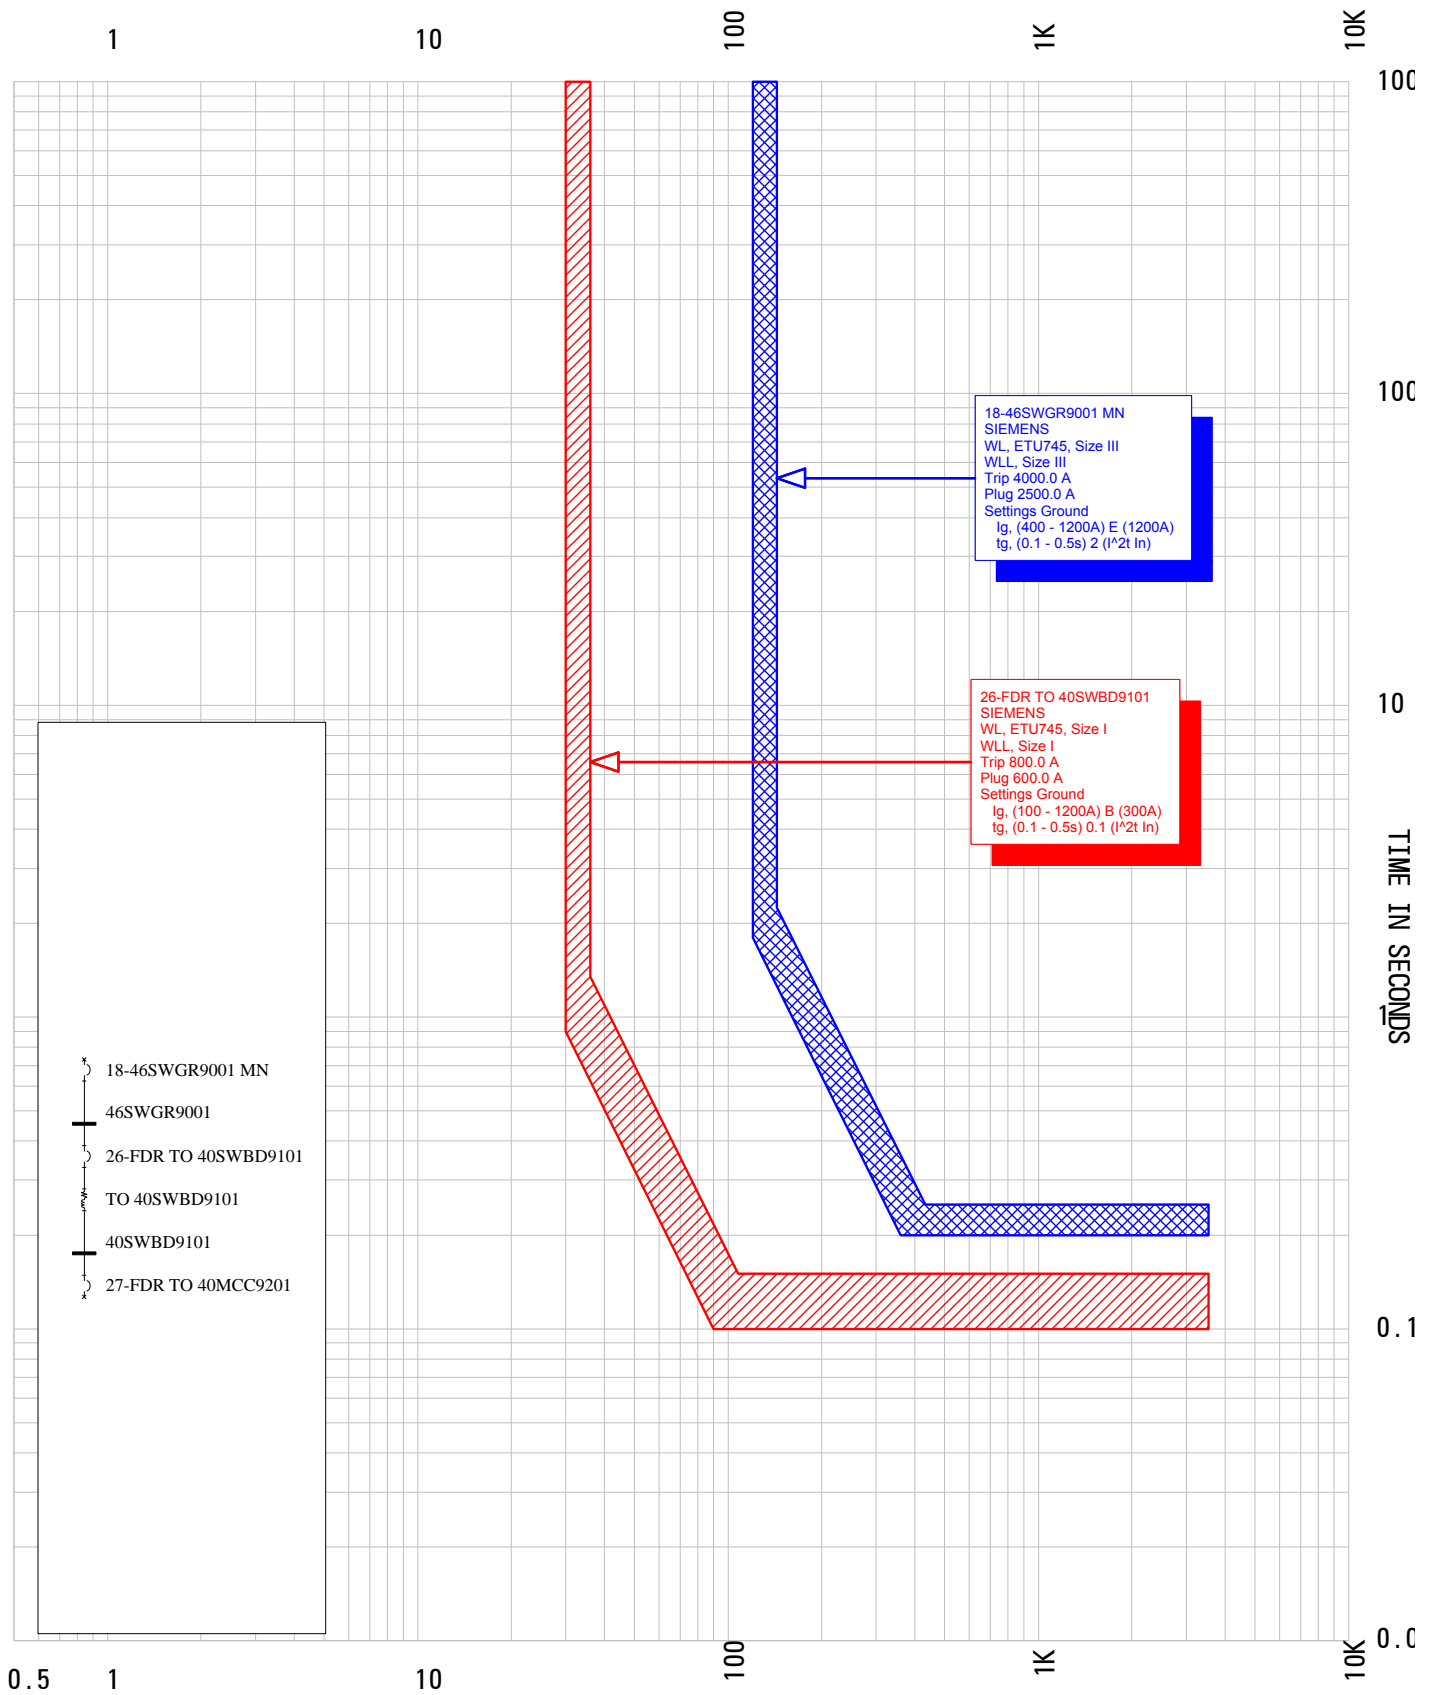 1
10
100
1K
10K
100
100
18-46SWGR9001 MN
SIEMENS
WL, ETU745, Size III
WLL, Size III
Trip 4000.0 A
Plug 2500.0 A
Settings Ground
Ig, (400 - 1200A) E (1200A)
tg, (0.1 - 0.5s) 2 (I^2t In)
26-FDR TO 40SWBD9101
SIEMENS
WL, ETU745, Size I
WLL, Size I
Trip 800.0 A
Plug 600.0 A
Settings Ground
Ig, (100 - 1200A) B (300A)
tg, (0.1 - 0.5s) 0.1 (I^2t In)
10
TIME IN SECONDS
1
18-46SWGR9001 MN
46SWGR9001
26-FDR TO 40SWBD9101
TO 40SWBD9101
40SWBD9101
27-FDR TO 40MCC9201
0.1
0.0
0.5
1
10
100
1K
10K